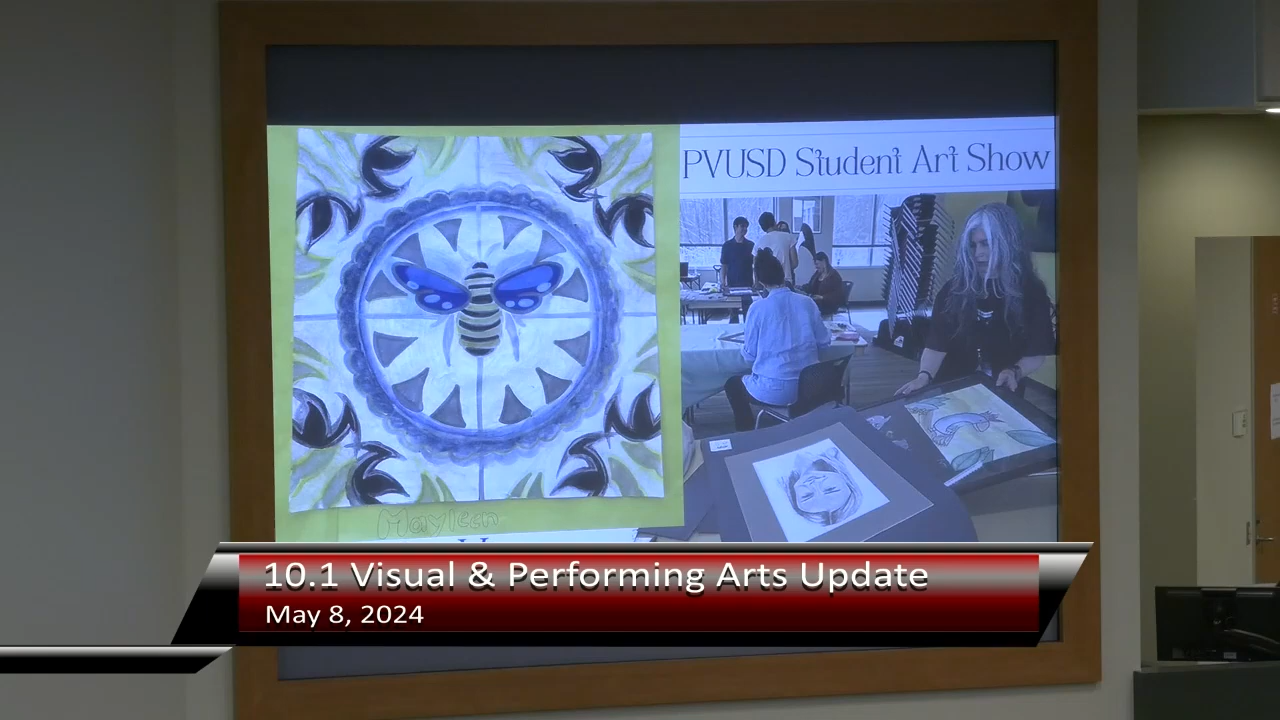 PVUSD Student Art Show
Mayleen
10.1 Visual & Performing Arts Update
May 8, 2024